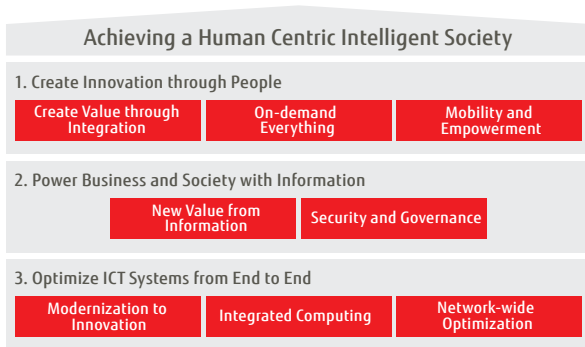 Achieving a Human Centric Intelligent Society
1. Create Innovation through People
Create Value through
Integration
On-demand
Everything
Mobility and
Empowerment
2. Power Business and Society with Information
New Value from
Information
Security and Governance
3. Optimize ICT Systems from End to End
Modernization to
Innovation
Integrated Computing
Network-wide
Optimization